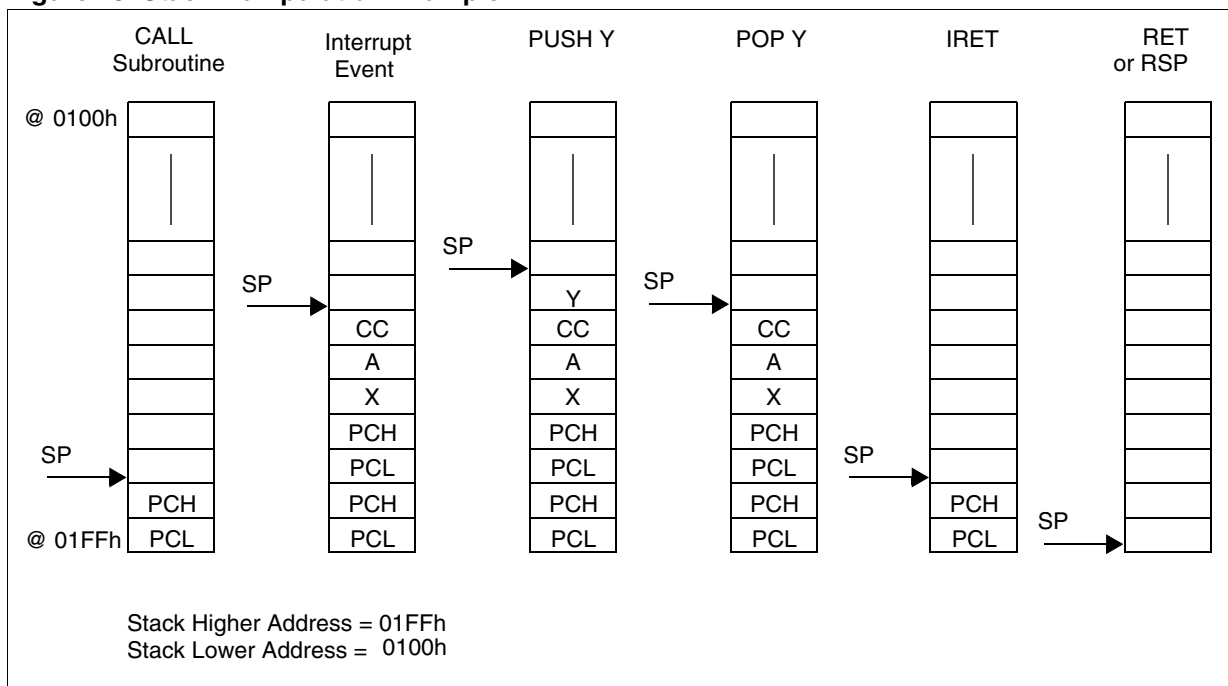 CALL
Subroutine
Interrupt
Event
PUSH Y
POP Y
IRET
RET
or RSP
@ 0100h
SP
SP
SP
Y
CC
CC
CC
A
A
A
X
X
X
PCH
PCH
PCH
SP
SP
PCL
PCL
PCL
PCH
PCH
PCH
PCH
PCH
SP
@ 01FFh
PCL
PCL
PCL
PCL
PCL
Stack Higher Address = 01FFh
Stack Lower Address = 0100h